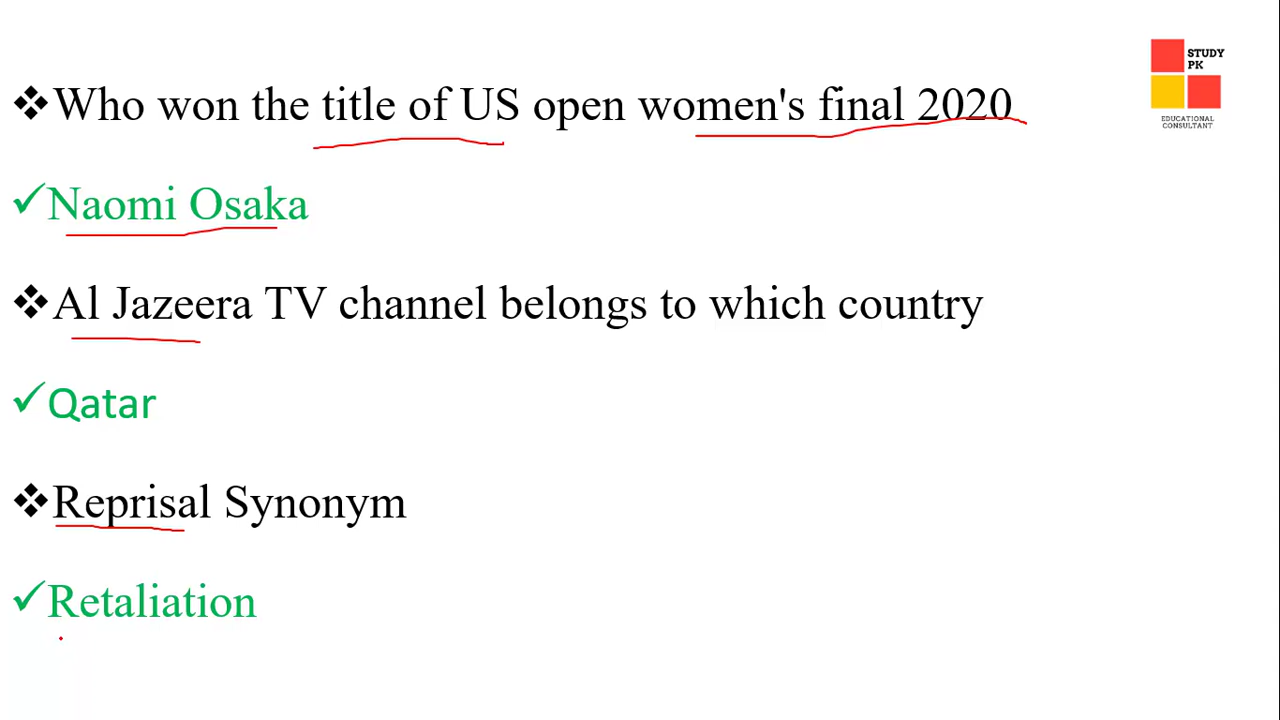 ❖Who won the title of US open women's final 2020
✓Naomi Osaka
❖Al Jazeera TV channel belongs to which country
✓Qatar
❖Reprisal Synonym
✓Retaliation
STUDY
PK
EDUCATIONAL
CONSULTANT